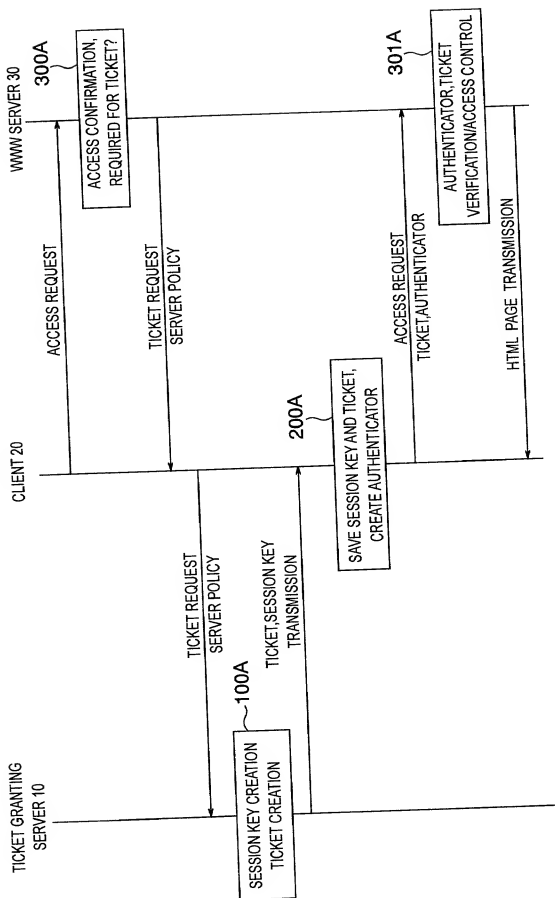 TICKET GRANTING
SERVER 10
CLIENT 20
WWW SERVER 30
ACCESS REQUEST
300A
ACCESS CONFIRMATION,
REQUIRED FOR TICKET?
TICKET REQUEST
SERVER POLICY
TICKET REQUEST
SERVER POLICY
100A
SESSION KEY CREATION
TICKET CREATION
TICKET,SESSION KEY
TRANSMISSION
200A
SAVE SESSION KEY AND TICKET,
CREATE AUTHENTICATOR
ACCESS REQUEST
TICKET,AUTHENTICATOR
301A
AUTHENTICATOR,TICKET
VERIFICATION/ACCESS CONTROL
HTML PAGE TRANSMISSION